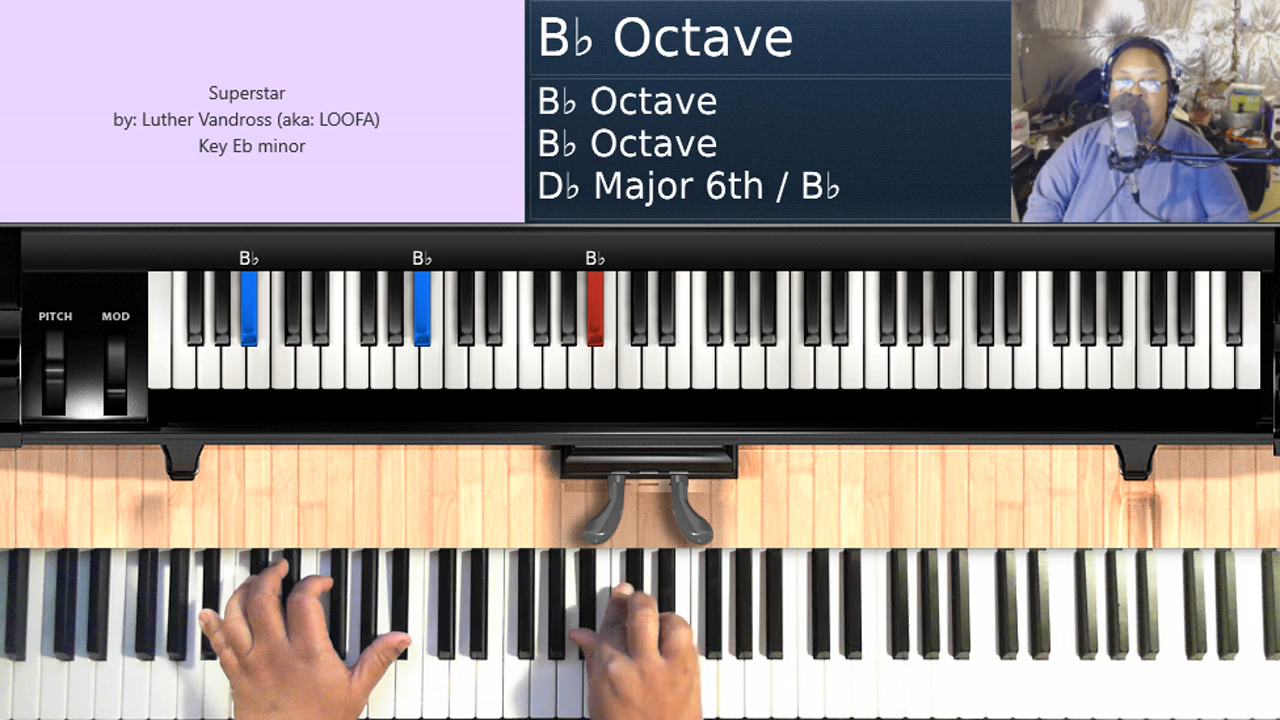 Superstar
by: Luther Vandross (aka: LOOFA)
Key Eb minor
B♭ Octave
B♭ Octave
B♭ Octave
D♭ Major 6th / B♭
B♭ B♭ B♭
PITCH MOD